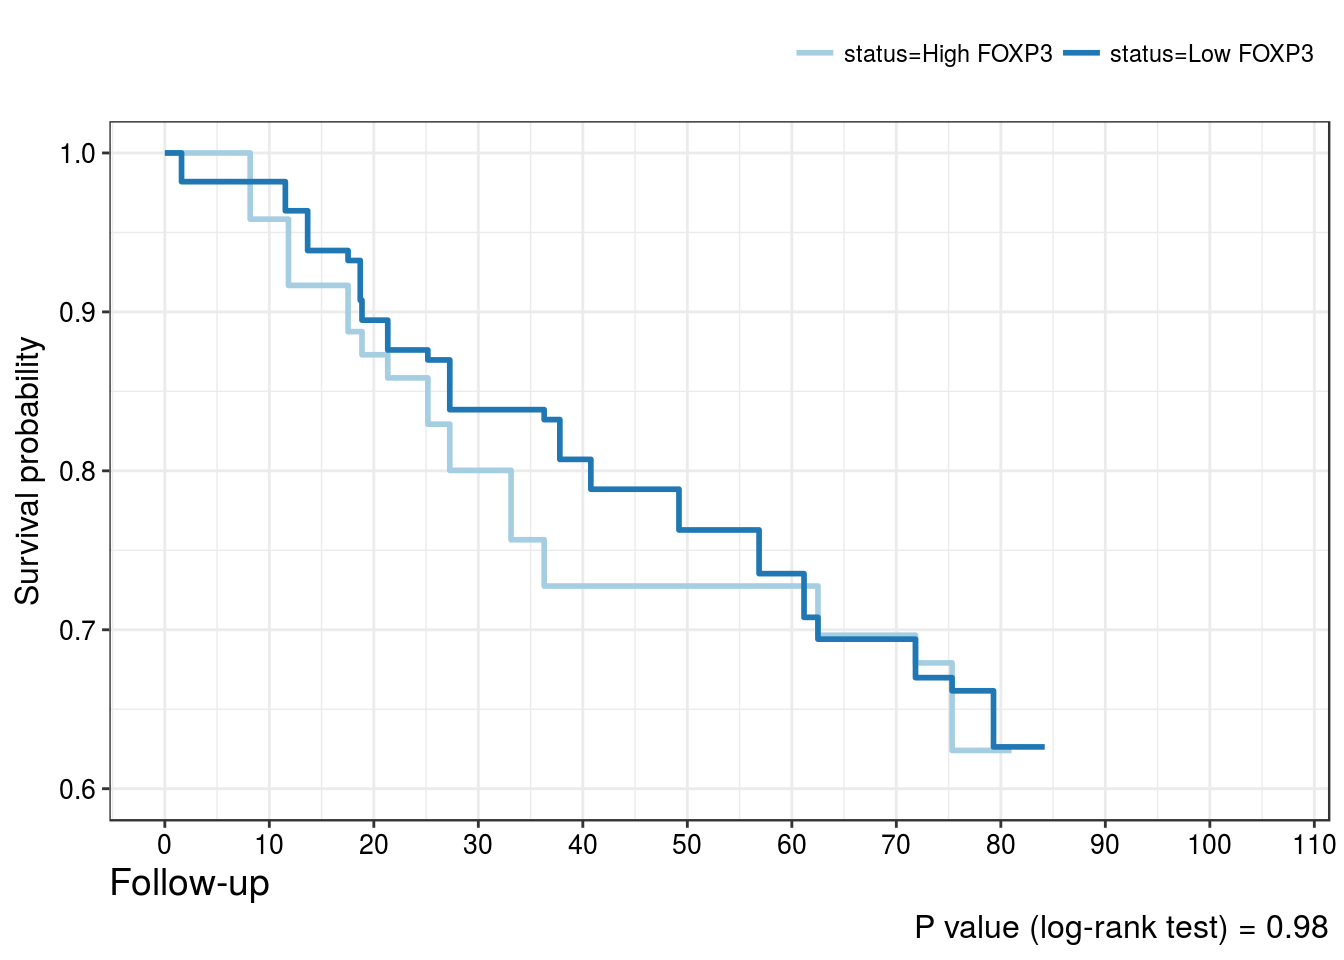 status=High FOXP3 status=Low FOXP3
Survival probability
1.0
0.9
0.8
0.7
0.6
0 10 20 30 40 50 60 70 80 90 100 110
Follow-up
P value (log-rank test) = 0.98